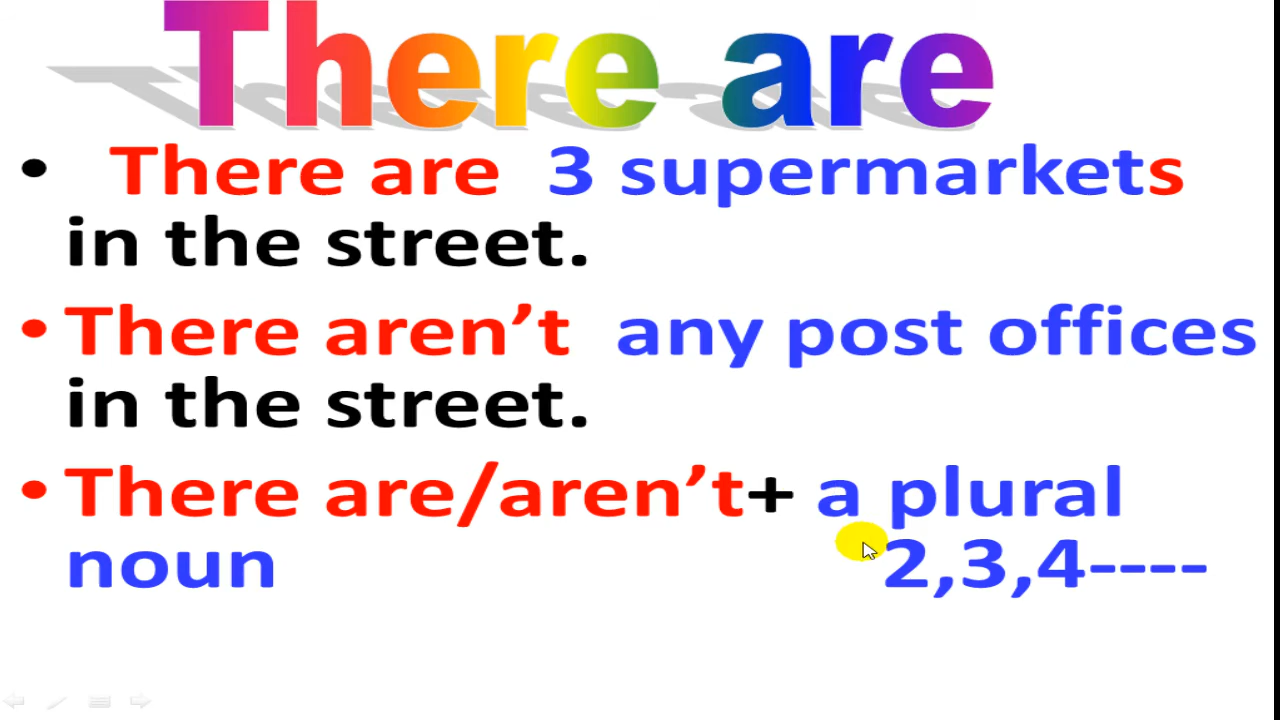 There are
• There are 3 supermarkets
in the street.
• There aren’t any post offices
in the street.
• There are/aren’t+ a plural
noun 2,3,4----